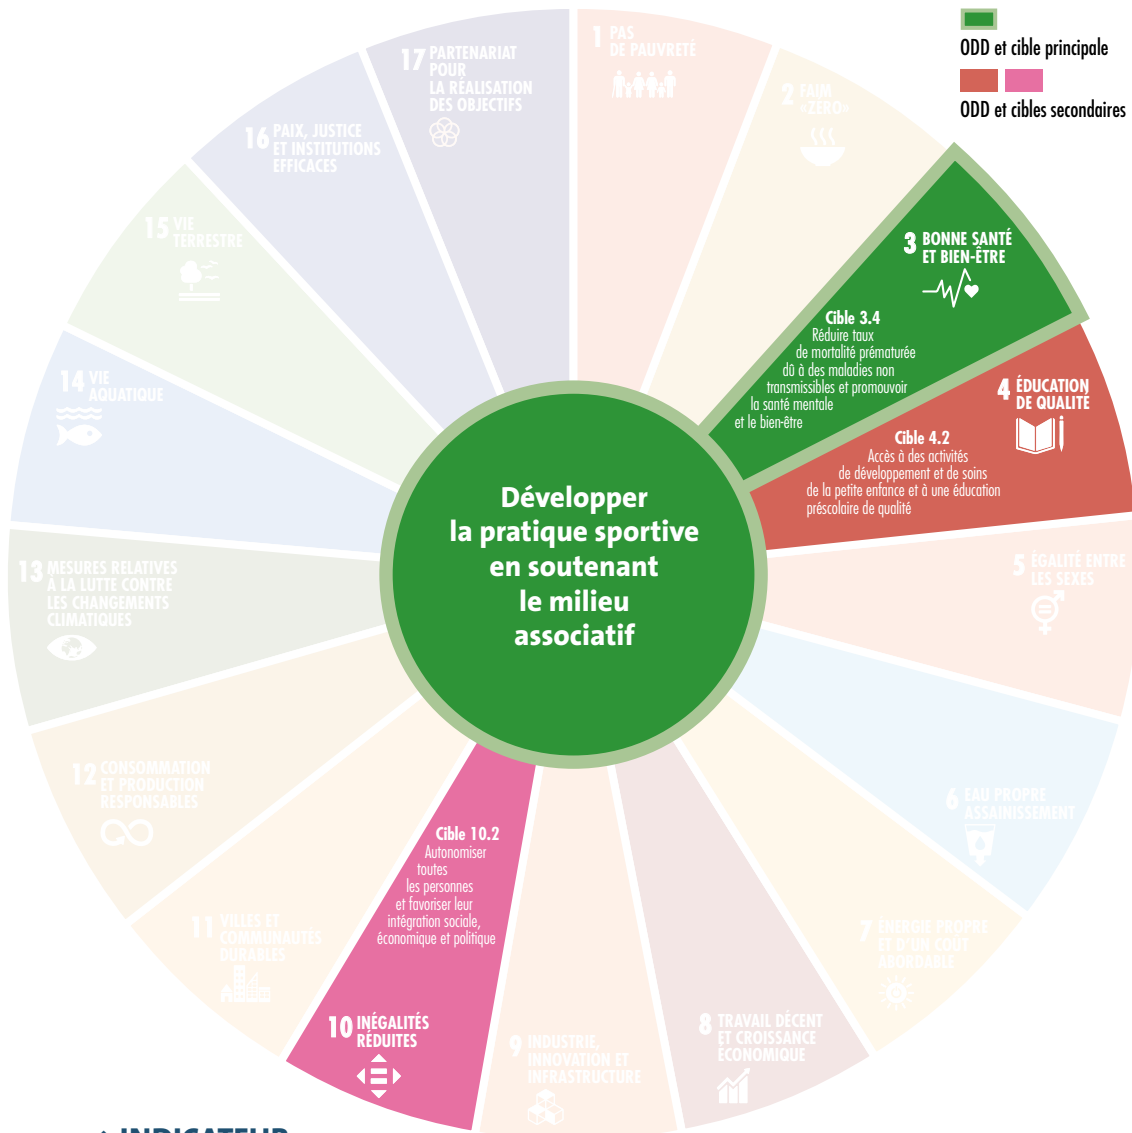 ODD et cible principale
ODD et cibles secondaires
1 PAS
DE PAUVRETÉ
2 FAIM
«ZERO»
3 BONNE SANTÉ
ET BIEN-ÊTRE
Cible 3.4
Réduire taux
de mortalité prématurée
dû à des maladies non
transmissibles et promouvoir
la santé mentale
et le bien-être
4 ÉDUCATION
DE QUALITÉ
Cible 4.2
Accès à des activités
de développement et de soins
de la petite enfance et à une éducation
préscolaire de qualité
5 ÉGALITÉ ENTRE
LES SEXES
6 EAU PROPRE
ASSAINISSEMENT
7 ÉNERGIE PROPRE
ET D'UN COÛT
ABORDABLE
8 TRAVAIL DÉCENT
ET CROISSANCE
ÉCONOMIQUE
9 INDUSTRIE,
INNOVATION ET
INFRASTRUCTURE
Cible 10.2
Autonomiser
toutes
les personnes
et favoriser leur
intégration sociale,
économique et politique
10 INÉGALITÉS
RÉDUITES
11 VILLES ET
COMMUNAUTÉS
DURABLES
12 CONSOMMATION
ET PRODUCTION
RESPONSABLES
13 MESURES RELATIVES
À LA LUTTE CONTRE
LES CHANGEMENTS
CLIMATIQUES
14 VIE
AQUATIQUE
15 VIE
TERRESTRE
16 PAIX, JUSTICE
ET INSTITUTIONS
EFFICACES
17 PARTENARIAT
POUR
LA RÉALISATION
DES OBJECTIFS
Développer
la pratique sportive
en soutenant
le milieu
associatif
INDICATEUR